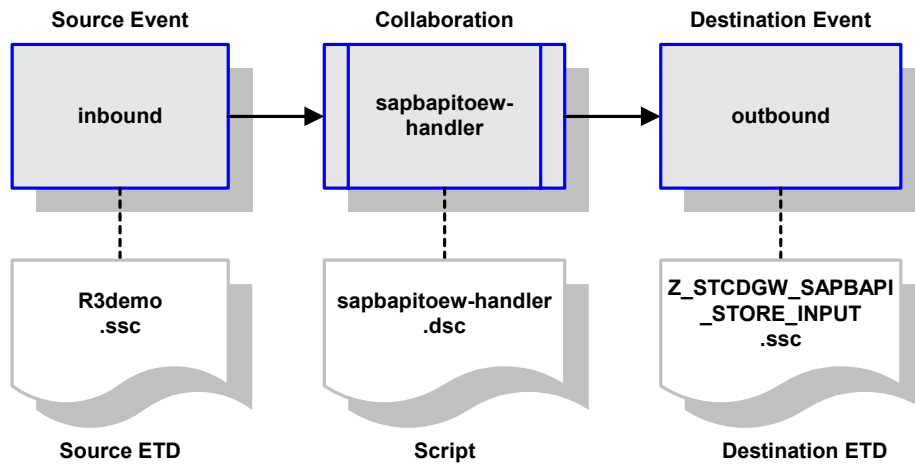 Source Event
Collaboration
Destination Event
inbound
sapbapitoew-
handler
outbound
R3demo
.ssc
sapbapitoew-handler
.dsc
Z_STCDGW_SAPBAPI
_STORE_INPUT
.ssc
Source ETD
Script
Destination ETD